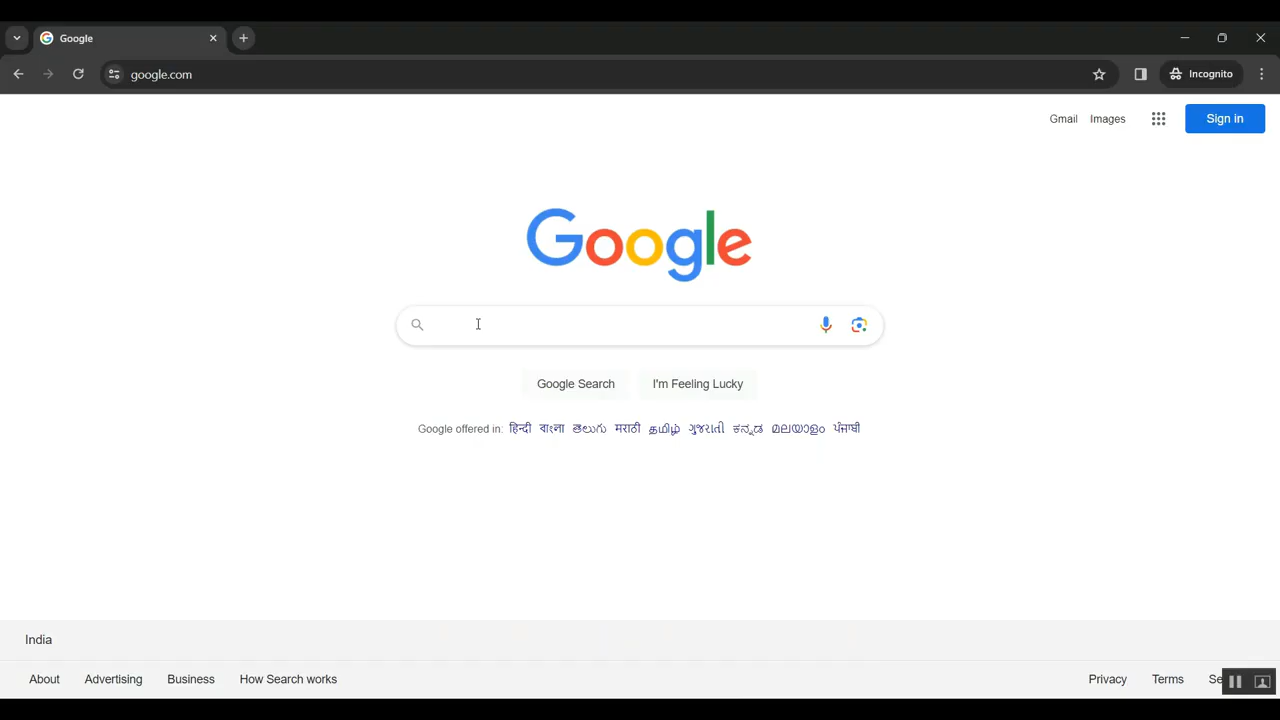 Google
google.com
Incognito
Gmail Images
Sign in
Google
Google Search I'm Feeling Lucky
Google offered in: हिन्दी বাংলা తెలుగు मराठी தமிழ் ગુજરાતી ಕನ್ನಡ മലയാളം ਪੰਜਾਬੀ
India
About Advertising Business How Search works Privacy Terms Se